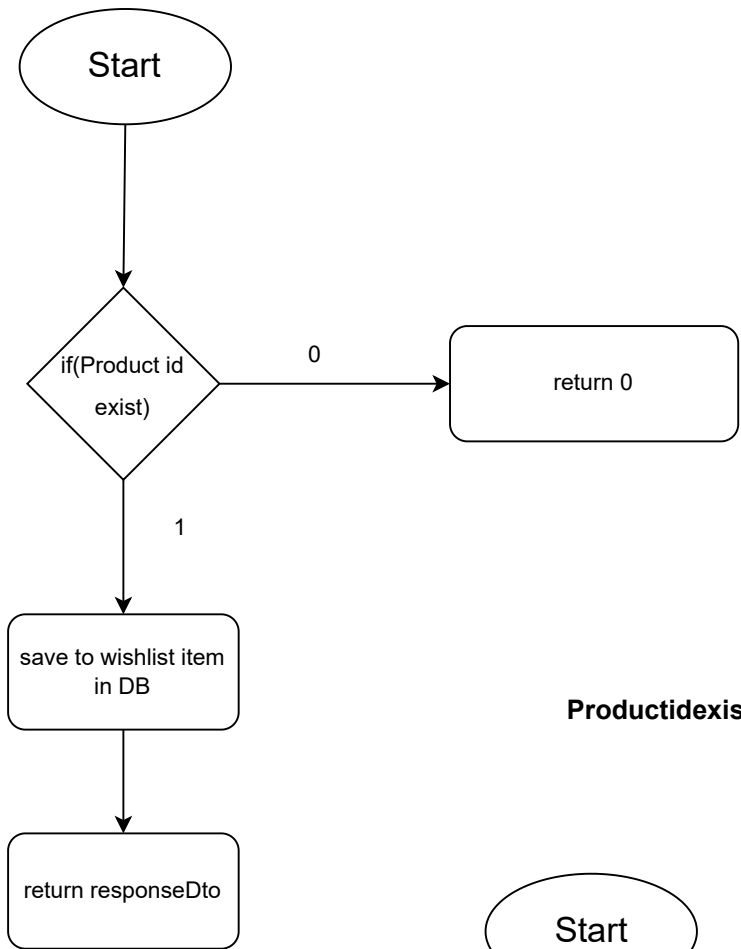 Start
if(Product id
exist)
0
return 0
1
save to wishlist item
in DB
Productidexis
return responseDto
Start